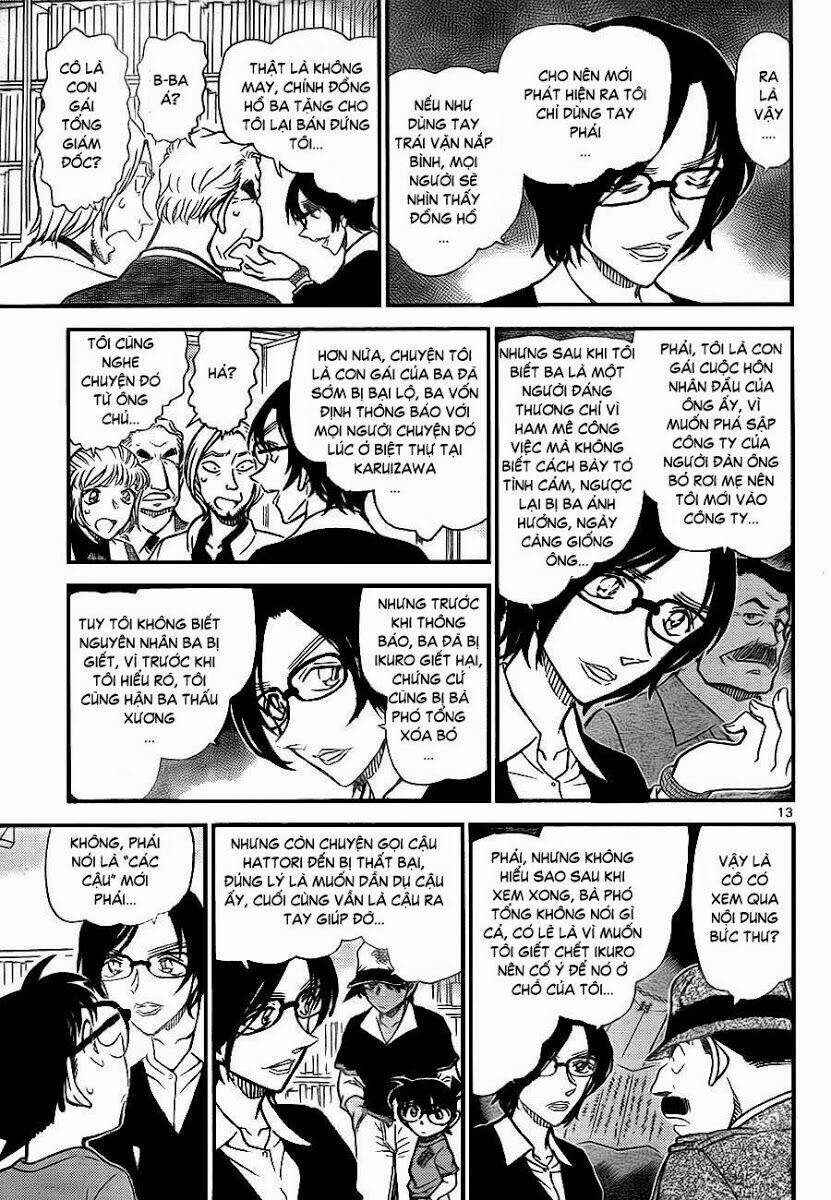 RA
LÀ
VẬY
....
CHO NÊN MỚI
PHÁT HIỆN RA TÔI
CHỈ DÙNG TAY
PHẢI
...
NẾU NHƯ
DÙNG TAY
TRÁI VẶN NẮP
BÌNH, MỌI
NGƯỜI SẼ
NHÌN THẤY
ĐỒNG HỒ
...
THẬT LÀ KHÔNG
MAY, CHÍNH ĐỒNG
HỒ BA TẶNG CHO
TÔI LẠI BÁN ĐỨNG
TÔI...
B-BA
Á?
CÔ LÀ
CON
GÁI
TỔNG
GIÁM
ĐỐC?
PHẢI, TÔI LÀ CON
GÁI CUỘC HÔN
NHÂN ĐẦU CỦA
ÔNG ẤY, VÌ
MUỐN PHÁ SẬP
CÔNG TY CỦA
NGƯỜI ĐÀN ÔNG
BỎ RƠI MẸ NÊN
TÔI MỚI VÀO
CÔNG TY...
NHƯNG SAU KHI TÔI
BIẾT BA LÀ MỘT
NGƯỜI ĐÁNG
THƯƠNG CHỈ VÌ
HAM MÊ CÔNG
VIỆC MÀ KHÔNG
BIẾT CÁCH BÀY TỎ
TÌNH CẢM, NGƯỢC
LẠI BỊ BA ẢNH
HƯỞNG, NGÀY
CÀNG GIỐNG
ÔNG...
HƠN NỮA, CHUYỆN TÔI
LÀ CON GÁI CỦA BA ĐÃ
SỚM BỊ BẠI LỘ, BA VỐN
ĐỊNH THÔNG BÁO VỚI
MỌI NGƯỜI CHUYỆN ĐÓ
LÚC Ở BIỆT THỰ TẠI
KARUIZAWA
...
HẢ?
TÔI CŨNG
NGHE
CHUYỆN ĐÓ
TỪ ÔNG
CHỦ...
NHƯNG TRƯỚC
KHI THÔNG
BÁO, BA ĐÃ BỊ
IKURO GIẾT HẠI,
CHỨNG CỨ
CŨNG BỊ BÀ
PHÓ TỔNG
XÓA BỎ
TUY TÔI KHÔNG BIẾT
NGUYÊN NHÂN BA BỊ
GIẾT, VÌ TRƯỚC KHI
TÔI HIỂU RÕ, TÔI
CŨNG HẬN BA THẤU
XƯƠNG
...
13
VẬY LÀ
CÔ CÓ
XEM QUA
NỘI DUNG
BỨC THƯ?
PHẢI, NHƯNG KHÔNG
HIỂU SAO SAU KHI
XEM XONG, BÀ PHÓ
TỔNG KHÔNG NÓI GÌ
CẢ, CÓ LẼ LÀ VÌ MUỐN
TÔI GIẾT CHẾT IKURO
NÊN CỐ Ý ĐỂ NÓ Ở
CHỖ CỦA TÔI...
NHƯNG CÒN CHUYỆN GỌI CẬU
HATTORI ĐẾN BỊ THẤT BẠI,
ĐÚNG LÝ LÀ MUỐN DẪN DỤ CẬU
ẤY, CUỐI CÙNG VẪN LÀ CẬU RA
TAY GIÚP ĐỠ...
KHÔNG, PHẢI
NÓI LÀ "CÁC
CẬU" MỚI
PHẢI...